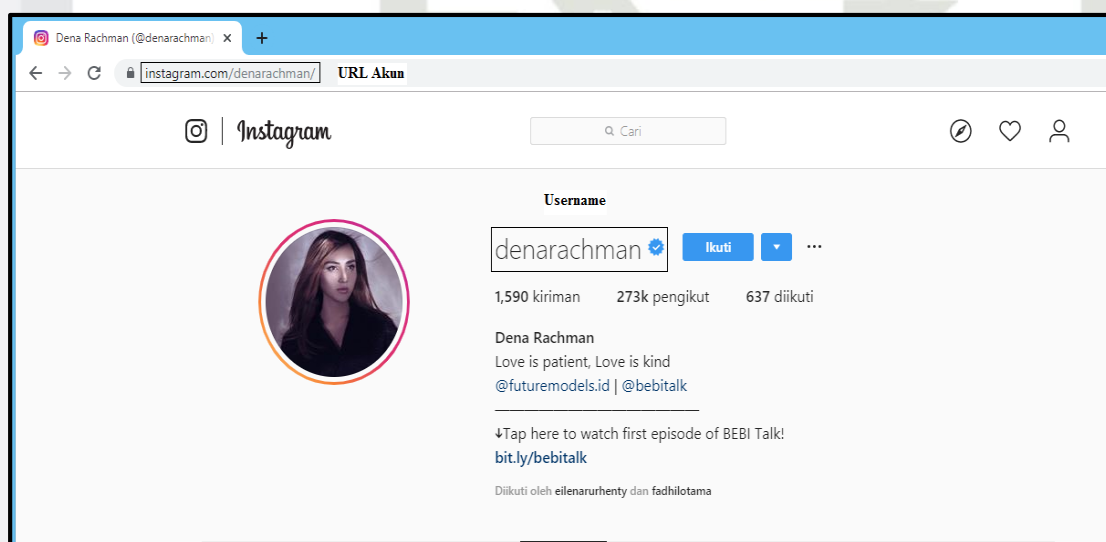 Dena Rachman (@denarachman)
instagram.com/denarachman/ URL Akun
Instagram
Cari
Username
denarachman Ikuti
1,590 kiriman 273k pengikut 637 diikuti
Dena Rachman
Love is patient, Love is kind
@futuremodels.id | @bebitalk
↓Tap here to watch first episode of BEBI Talk!
bit.ly/bebitalk
Diikuti oleh eilenarurhenty dan fadhilotama